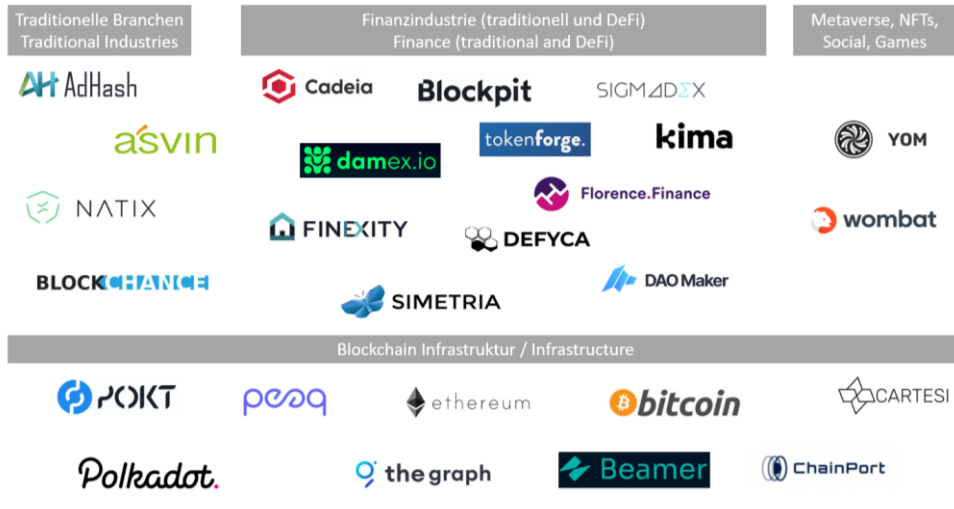 Traditionelle Branchen
Traditional Industries
Finanzindustrie (traditionell und DeFi)
Finance (traditional and DeFi)
Metaverse, NFTs,
Social, Games
AH AdHash
asvin
NATIX
BLOCKCHANCE
Cadeia
Blockpit
SIGMADEX
tokenforge.
kima
damex.io
Florence.Finance
FINEXITY
DEFYCA
SIMETRIA
DAO Maker
YOM
wombat
Blockchain Infrastruktur / Infrastructure
POKT
peaq
ethereum
bitcoin
CARTESI
Polkadot.
the graph
Beamer
ChainPort